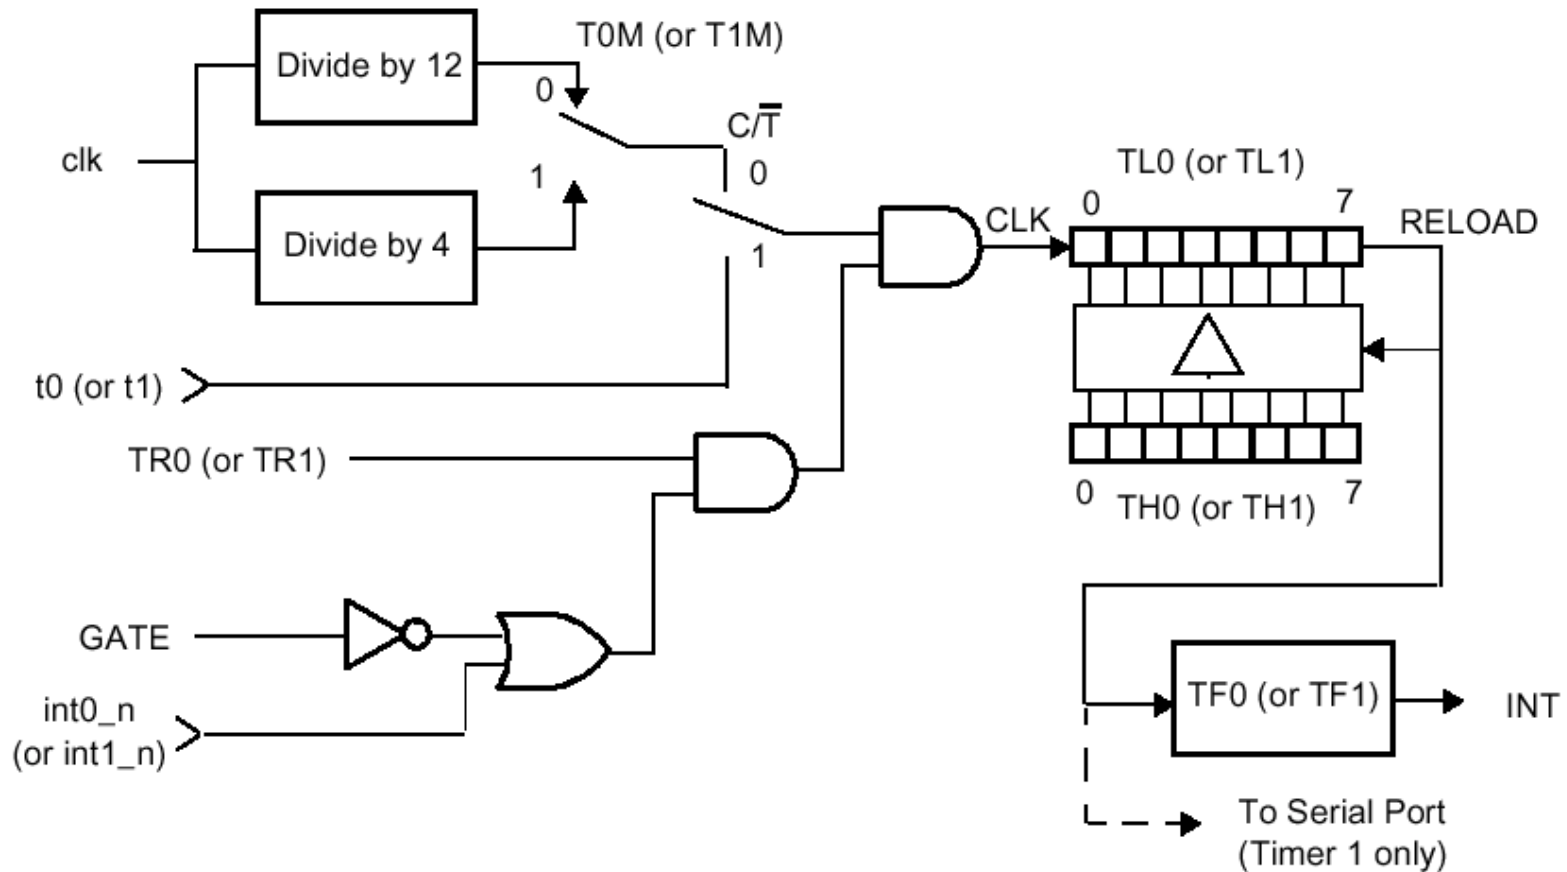 T0M (or T1M)
Divide by 12
0
C/T̅
clk
0
1
TL0 (or TL1)
0
7
RELOAD
CLK
Divide by 4
1
t0 (or t1)
TR0 (or TR1)
0
7
TH0 (or TH1)
GATE
int0_n
(or int1_n)
TF0 (or TF1)
INT
To Serial Port
(Timer 1 only)